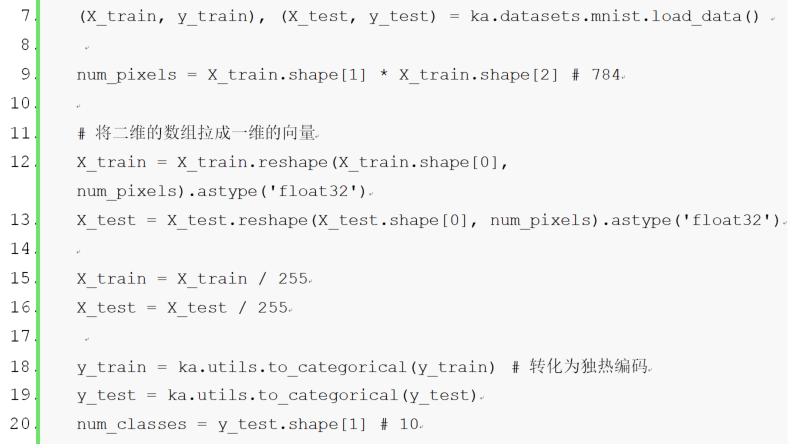 7. (X_train, y_train), (X_test, y_test) = ka.datasets.mnist.load_data()
8.
9. num_pixels = X_train.shape[1] * X_train.shape[2] # 784
10.
11. # 将二维的数组拉成一维的向量
12. X_train = X_train.reshape(X_train.shape[0],
num_pixels).astype('float32')
13. X_test = X_test.reshape(X_test.shape[0], num_pixels).astype('float32')
14.
15. X_train = X_train / 255
16. X_test = X_test / 255
17.
18. y_train = ka.utils.to_categorical(y_train) # 转化为独热编码
19. y_test = ka.utils.to_categorical(y_test)
20. num_classes = y_test.shape[1] # 10